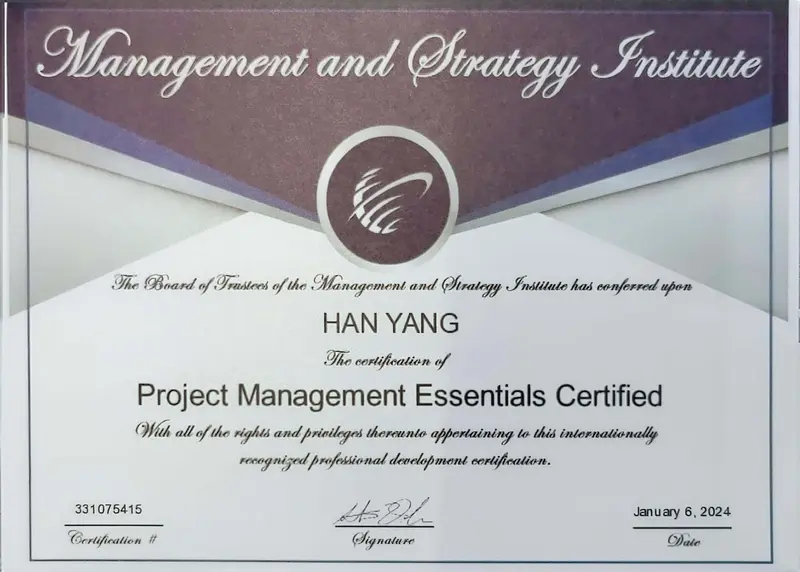 Management and Strategy Institute
The Board of Trustees of the Management and Strategy Institute has conferred upon
HAN YANG
The certification of
Project Management Essentials Certified
With all of the rights and privileges thereunto appertaining to this internationally
recognized professional development certification.
331075415
January 6, 2024
Certification #
Signature
Date